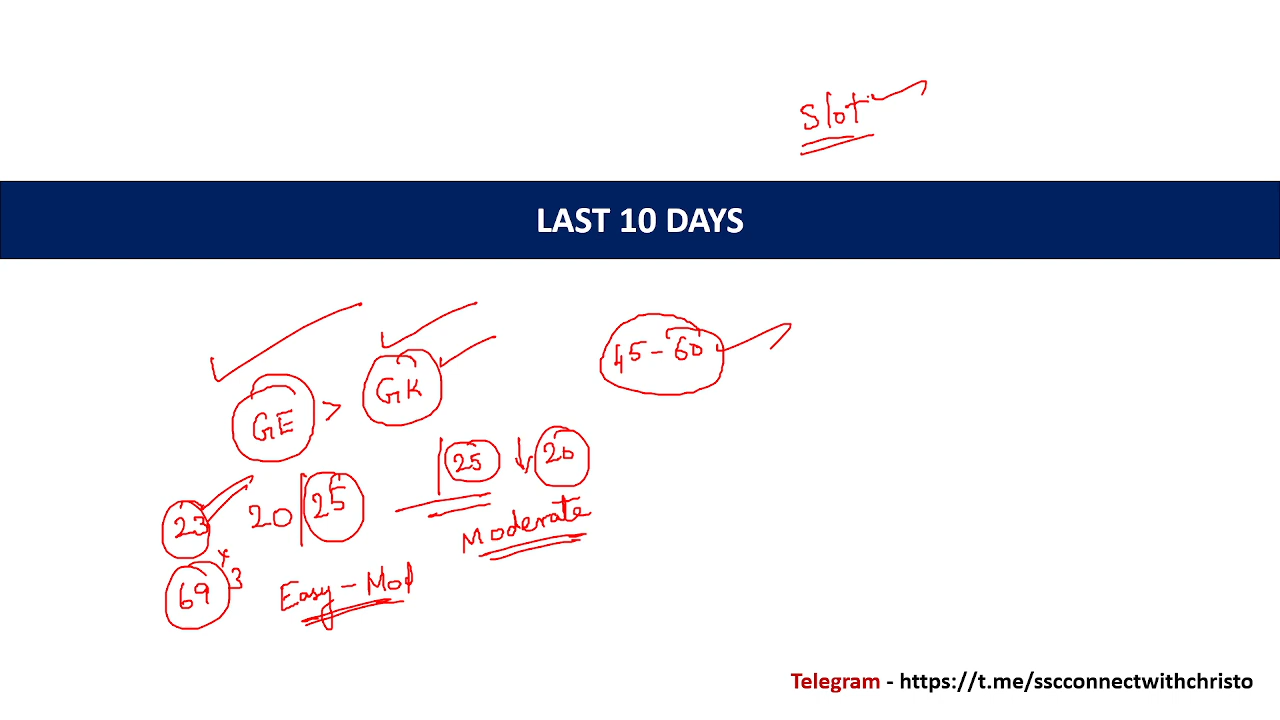 Slot
LAST 10 DAYS
GE > GK
45-60
25 ↓ 20
23 20 25
Moderate
69 x 3
Easy-Mod
Telegram - https://t.me/sscconnectwithchristo